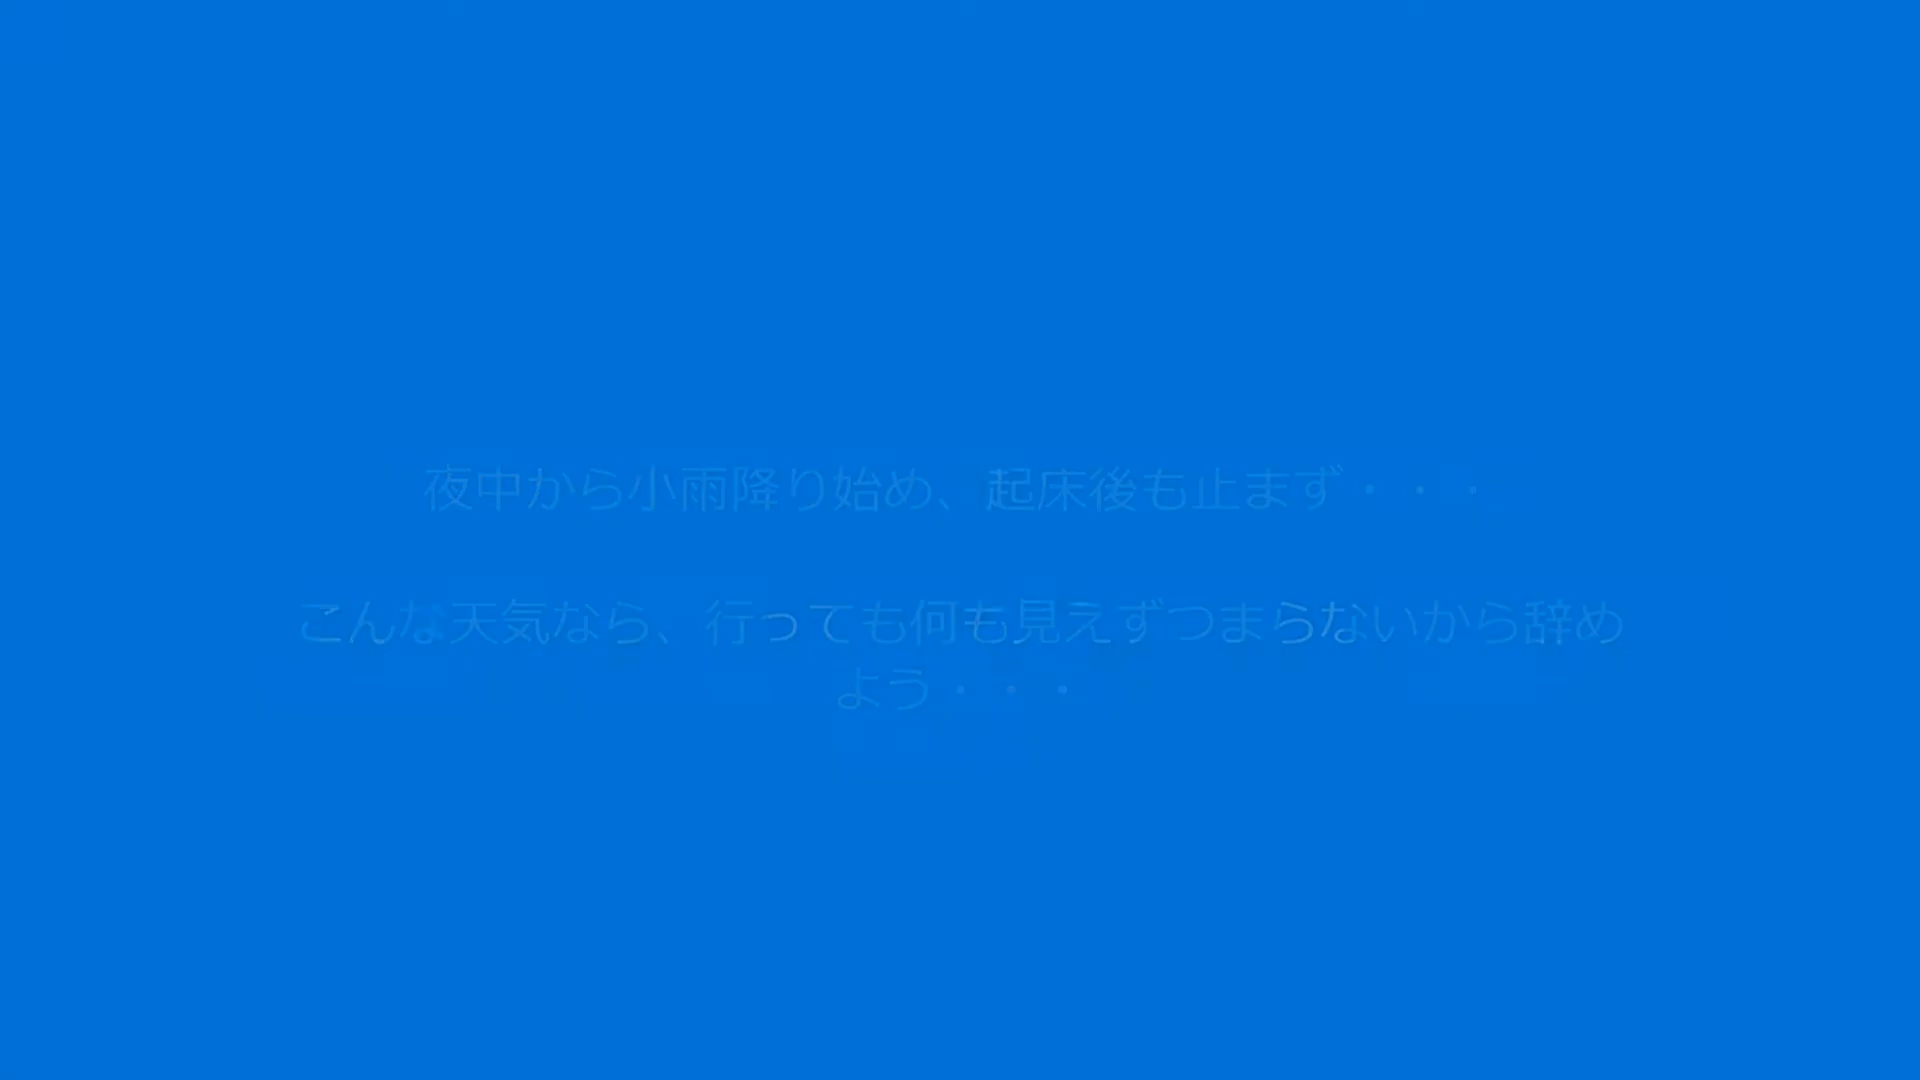 夜中から小雨降り始め、起床後も止まず・・・
こんな天気なら、行っても何も見えずつまらないから辞め
よう・・・